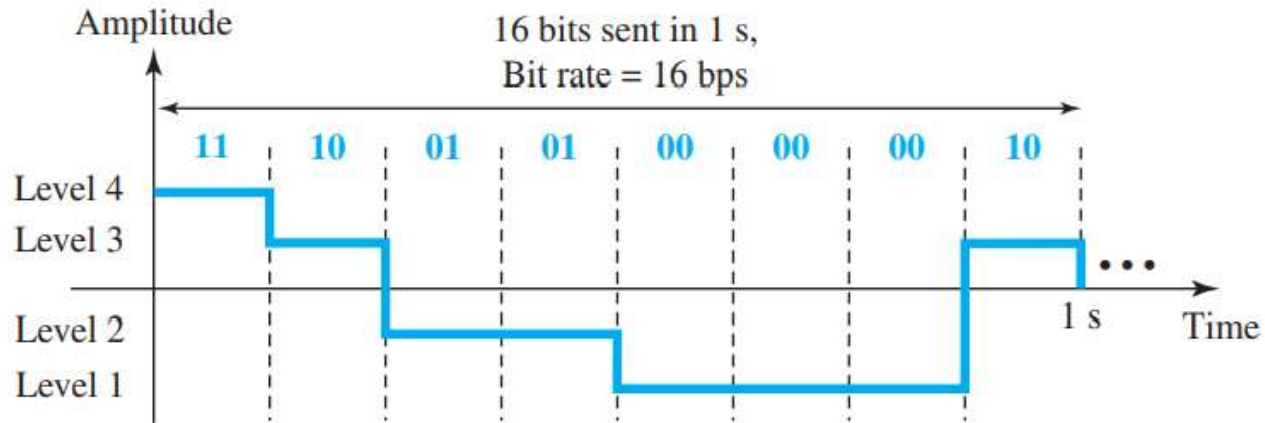 Amplitude
16 bits sent in 1 s,
Bit rate = 16 bps
11 10 01 01 00 00 00 10
Level 4
Level 3
Level 2
Level 1
•••
1 s
Time